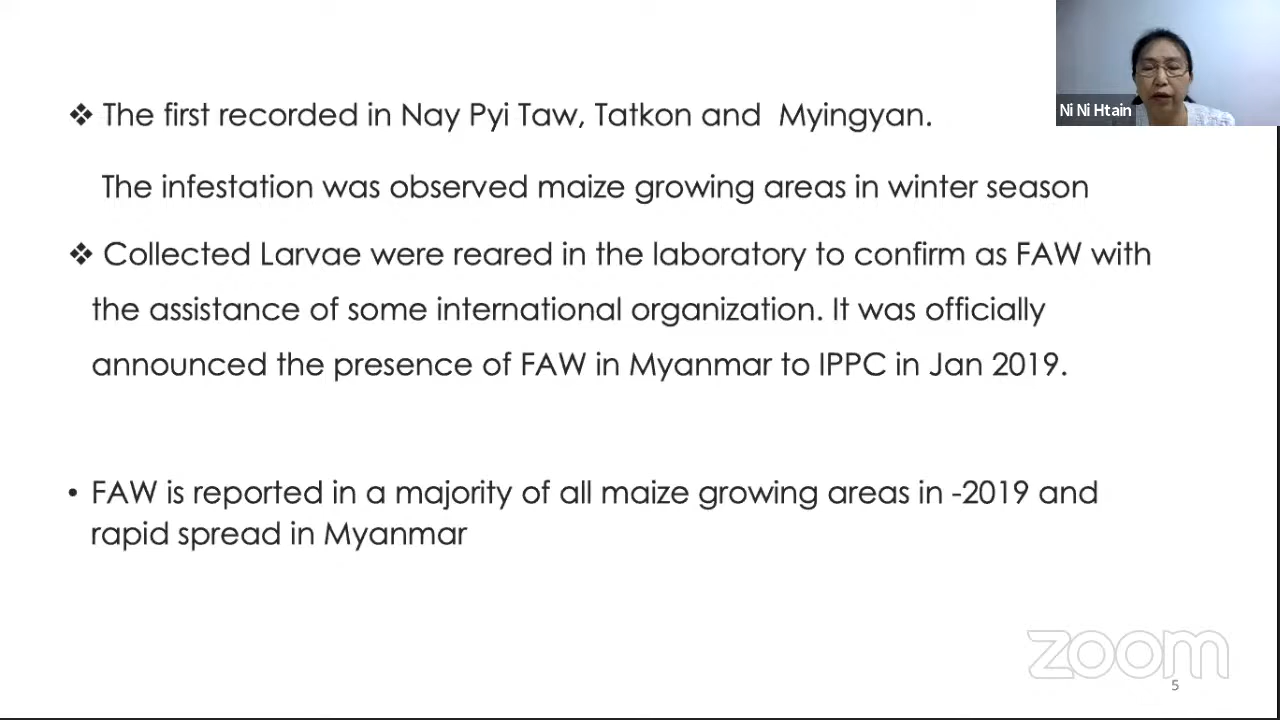 ❖ The first recorded in Nay Pyi Taw, Tatkon and Myingyan.
The infestation was observed maize growing areas in winter season
❖ Collected Larvae were reared in the laboratory to confirm as FAW with
the assistance of some international organization. It was officially
announced the presence of FAW in Myanmar to IPPC in Jan 2019.
• FAW is reported in a majority of all maize growing areas in -2019 and
rapid spread in Myanmar
Ni Ni Htain
zoom
5